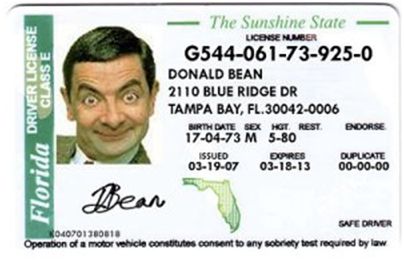 The Sunshine State
LICENSE NUMBER
G544-061-73-925-0
DONALD BEAN
2110 BLUE RIDGE DR
TAMPA BAY, FL.30042-0006
BIRTH DATE SEX HGT. REST. ENDORSE.
17-04-73 M 5-80
ISSUED EXPIRES DUPLICATE
03-19-07 03-18-13 00-00-00
Florida
DRIVER LICENSE
CLASS E
DBean
SAFE DRIVER
K040701380818
Operation of a motor vehicle constitutes consent to any sobriety test required by law